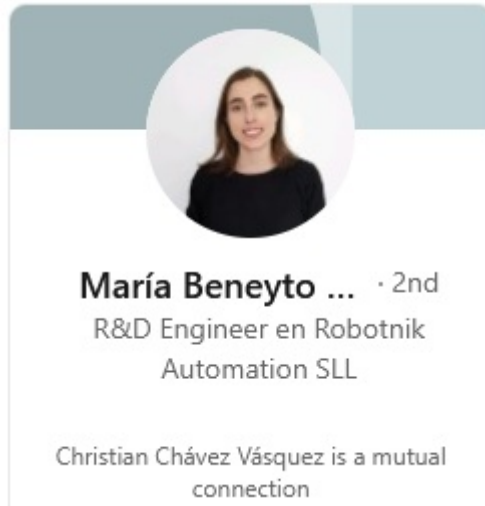 María Beneyto ... · 2nd
R&D Engineer en Robotnik
Automation SLL
Christian Chávez Vásquez is a mutual
connection